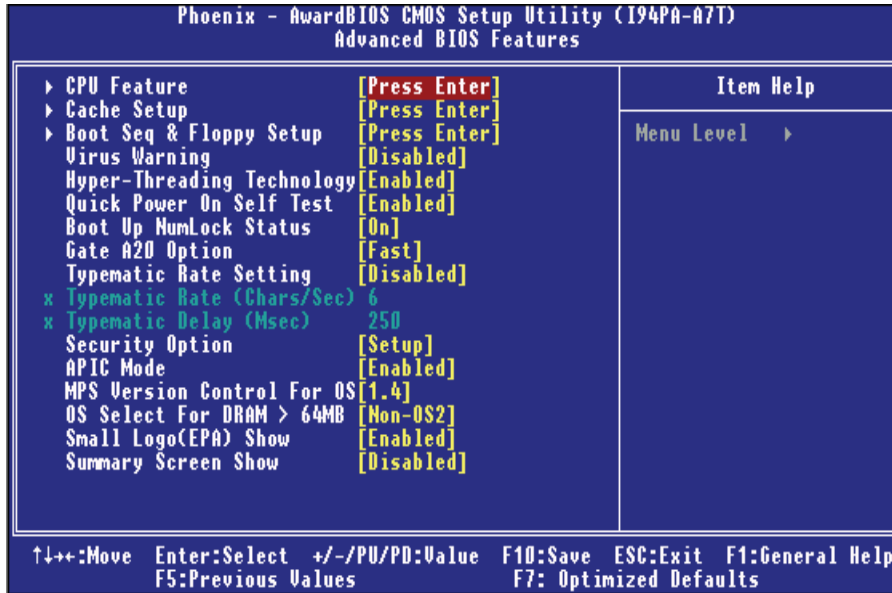 Phoenix - AwardBIOS CMOS Setup Utility (I94PA-A7T)
Advanced BIOS Features
▸ CPU Feature [Press Enter]
▸ Cache Setup [Press Enter]
▸ Boot Seq & Floppy Setup [Press Enter]
Virus Warning [Disabled]
Hyper-Threading Technology[Enabled]
Quick Power On Self Test [Enabled]
Boot Up NumLock Status [On]
Gate A20 Option [Fast]
Typematic Rate Setting [Disabled]
x Typematic Rate (Chars/Sec) 6
x Typematic Delay (Msec) 250
Security Option [Setup]
APIC Mode [Enabled]
MPS Version Control For OS[1.4]
OS Select For DRAM > 64MB [Non-OS2]
Small Logo(EPA) Show [Enabled]
Summary Screen Show [Disabled]
Item Help
Menu Level ▸
↑↓→←:Move Enter:Select +/-/PU/PD:Value F10:Save ESC:Exit F1:General Help
F5:Previous Values F7: Optimized Defaults